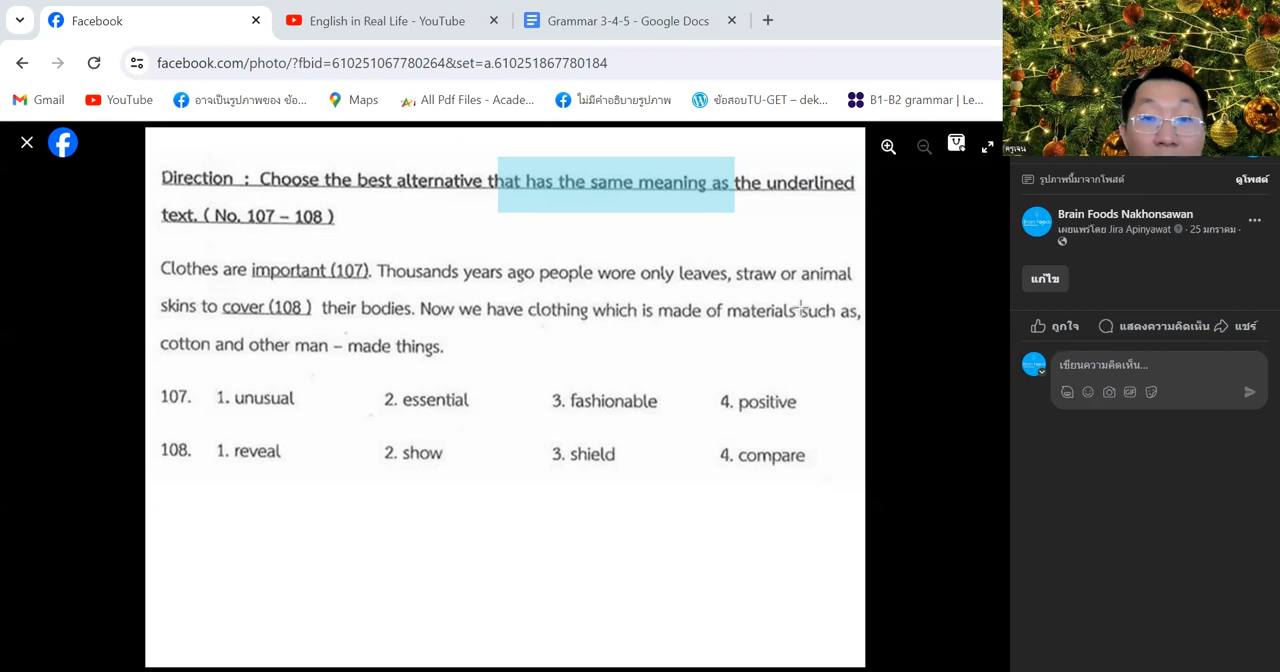 Facebook
English in Real Life - YouTube
Grammar 3-4-5 - Google Docs
facebook.com/photo/?fbid=610251067780264&set=a.610251867780184
Gmail
YouTube
อาจเป็นรูปภาพของ ข้อ...
Maps
All Pdf Files - Acade...
ไม่มีคำอธิบายรูปภาพ
ข้อสอบTU-GET – dek...
B1-B2 grammar | Le...
ครูเจน
Direction : Choose the best alternative that has the same meaning as the underlined
text. ( No. 107 – 108 )
Clothes are important (107). Thousands years ago people wore only leaves, straw or animal
skins to cover (108 ) their bodies. Now we have clothing which is made of materials such as,
cotton and other man – made things.
107. 1. unusual 2. essential 3. fashionable 4. positive
108. 1. reveal 2. show 3. shield 4. compare
รูปภาพนี้มาจากโพสต์
ดูโพสต์
Brain Foods Nakhonsawan
เผยแพร่โดย Jira Apinyawat · 25 มกราคม ·
แก้ไข
ถูกใจ
แสดงความคิดเห็น
แชร์
เขียนความคิดเห็น...
GIF